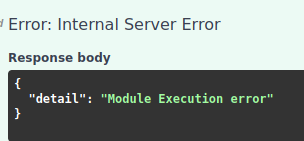 Error: Internal Server Error
Response body
{
  "detail": "Module Execution error"
}